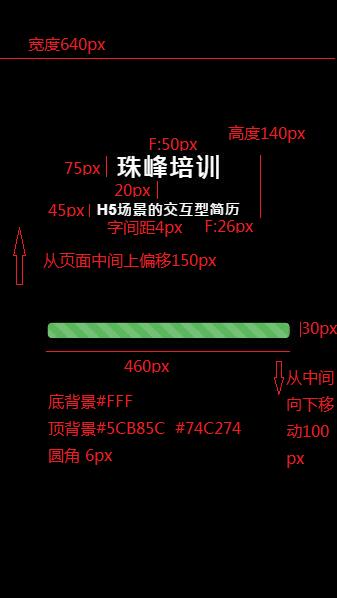 宽度640px
高度140px
F:50px
75px
珠峰培训
20px
45px
H5场景的交互型简历
字间距4px
F:26px
从页面中间上偏移150px
30px
460px
从中间
向下移
动100
px
底背景#FFF
顶背景#5CB85C #74C274
圆角 6px